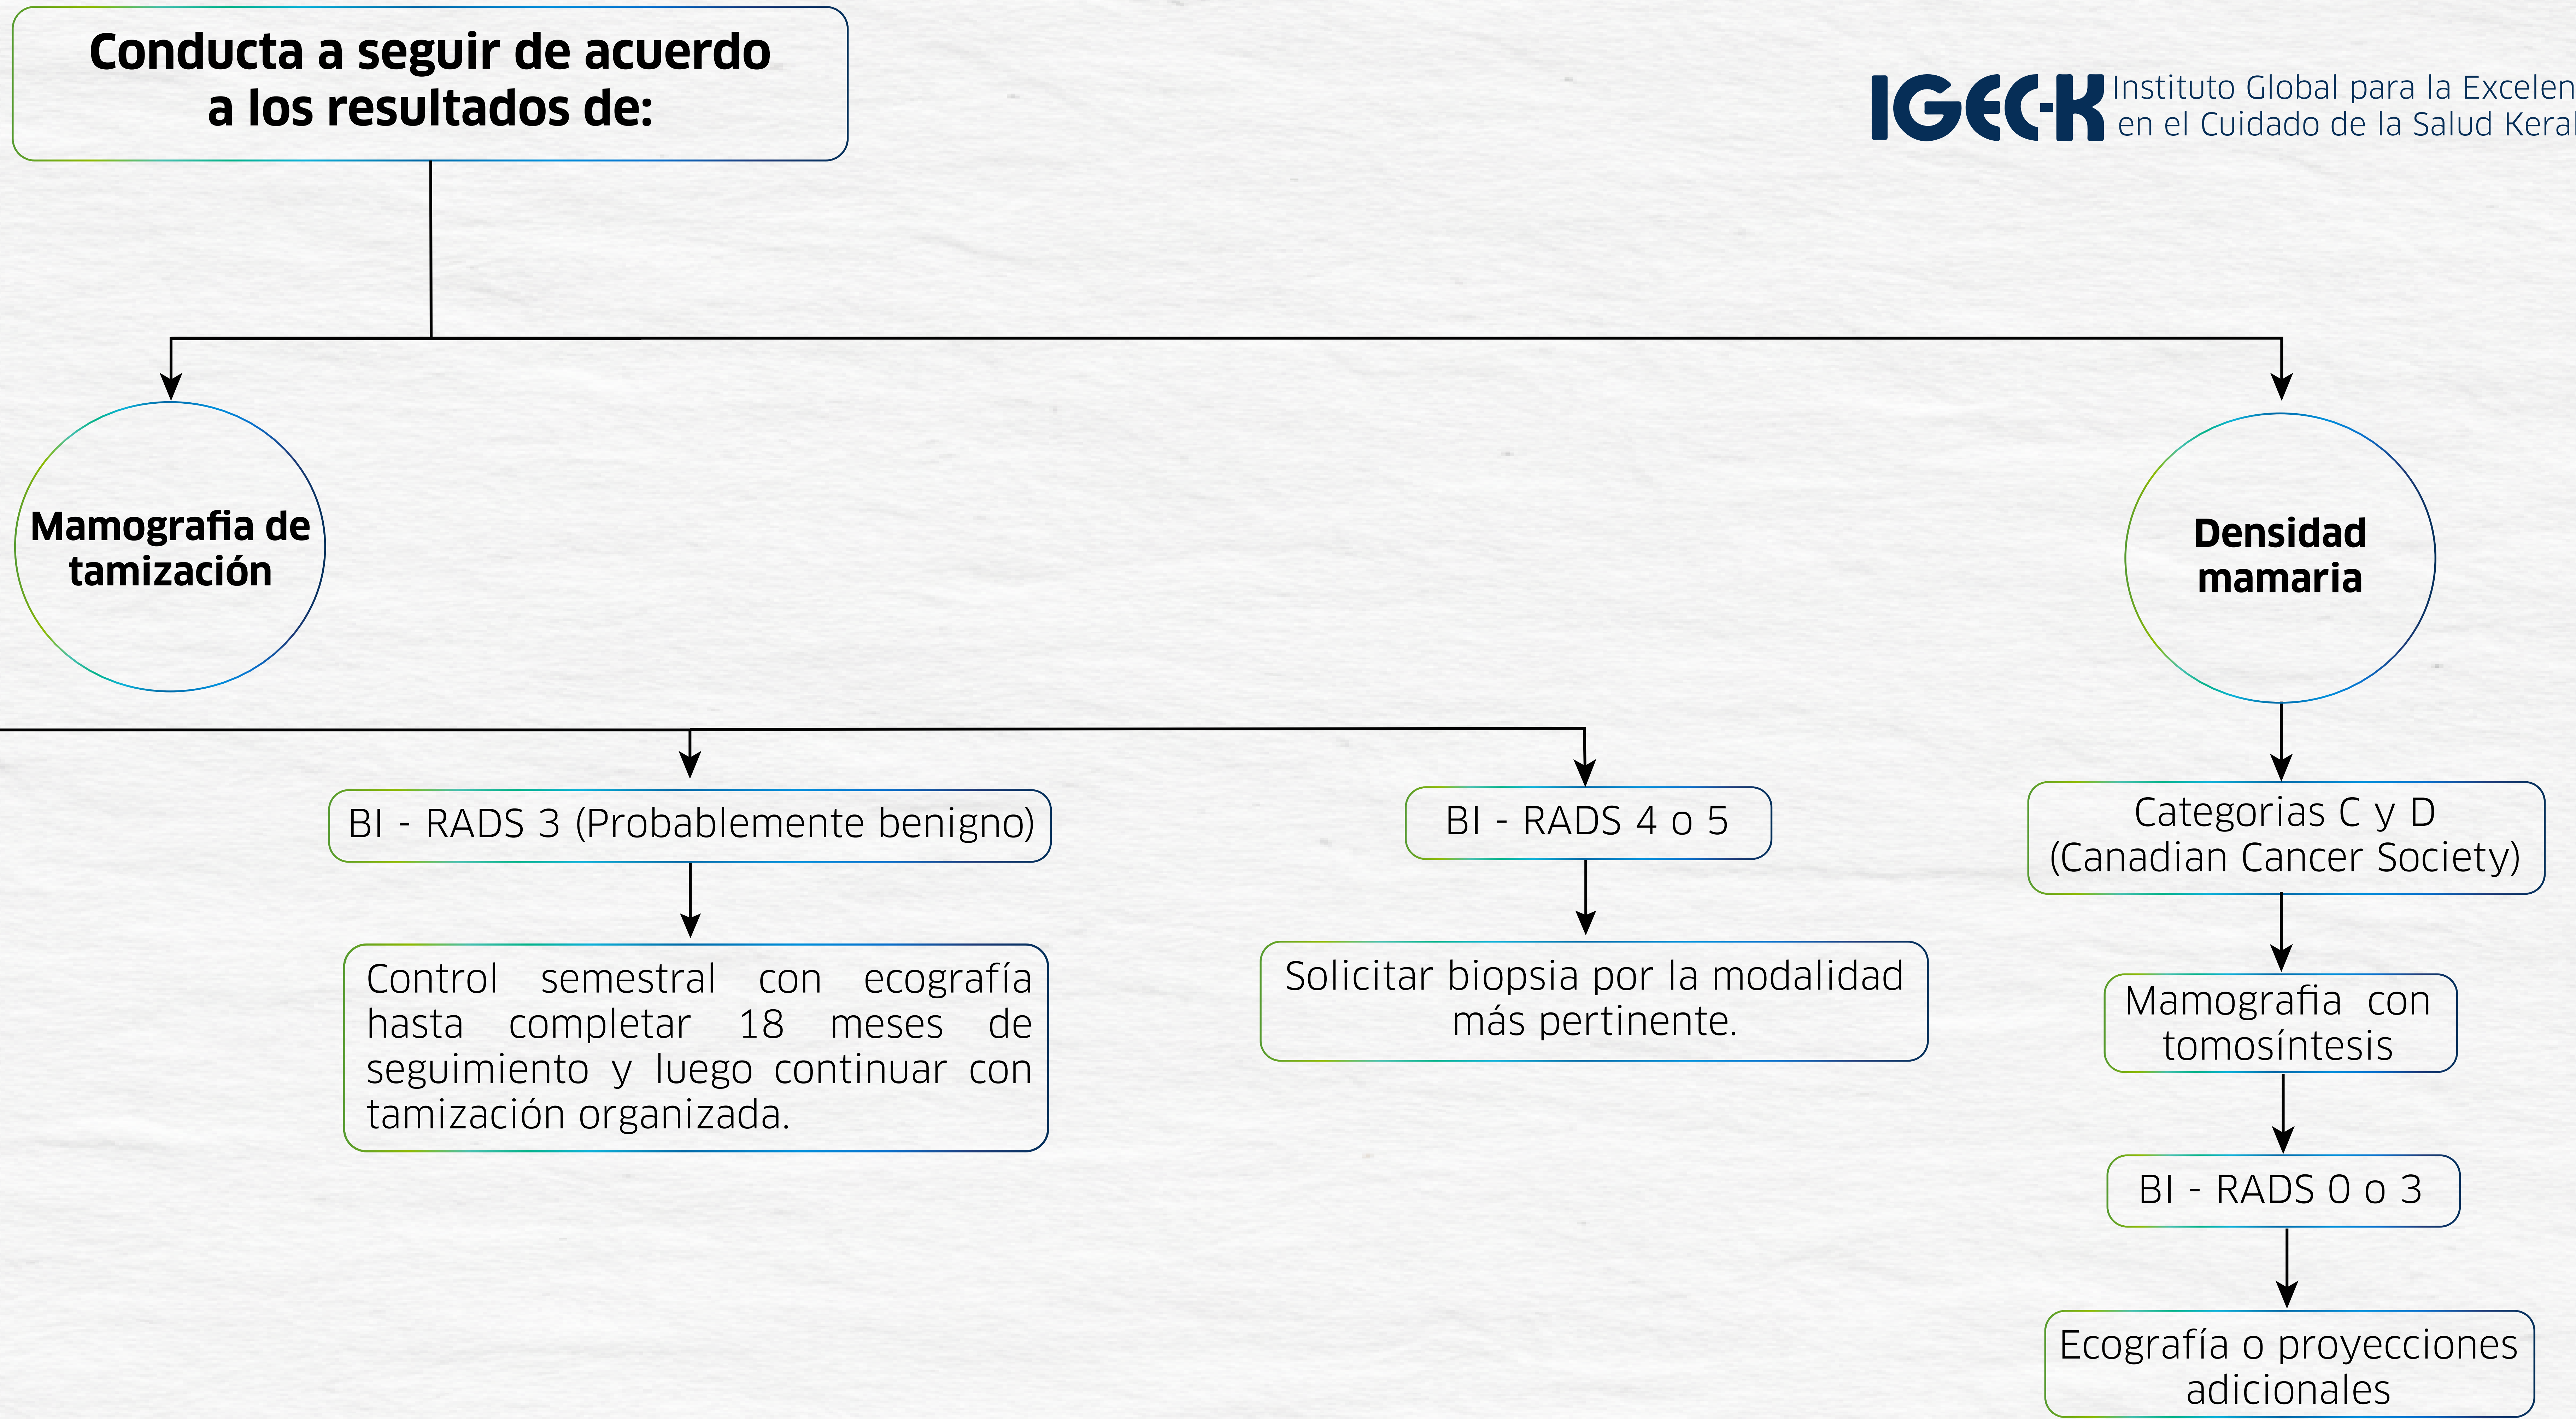 Conducta a seguir de acuerdo
a los resultados de:
IGEC-K
Instituto Global para la Excelen
en el Cuidado de la Salud Keral
Mamografia de
tamización
Densidad
mamaria
BI - RADS 3 (Probablemente benigno)
Control semestral con ecografía
hasta completar 18 meses de
seguimiento y luego continuar con
tamización organizada.
BI - RADS 4 o 5
Solicitar biopsia por la modalidad
más pertinente.
Categorias C y D
(Canadian Cancer Society)
Mamografia con
tomosíntesis
BI - RADS 0 o 3
Ecografía o proyecciones
adicionales